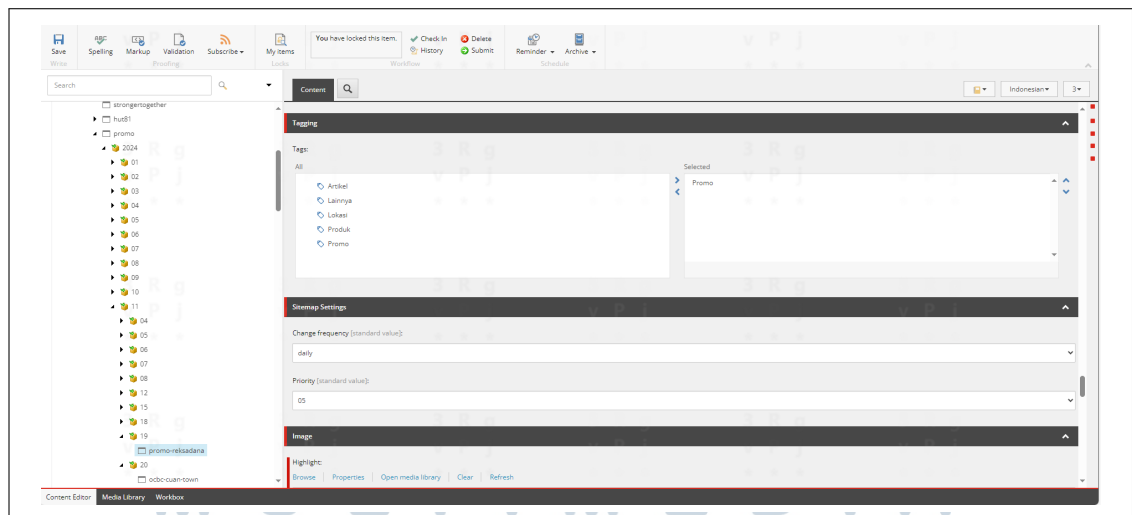 Save
Spelling
Markup
Validation
Subscribe
My items
You have locked this item.
Check In
History
Delete
Submit
Reminder
Archive
Write
Proofing
Locks
Workflow
Schedule
Search
Content
Indonesian
3
strongertogether
hut81
promo
2024
01
02
03
04
05
06
07
08
09
10
11
04
05
06
07
08
12
15
18
19
promo-reksadana
20
ocbc-cuan-town
Tagging
Tags:
All
Selected
Artikel
Lainnya
Lokasi
Produk
Promo
Promo
Sitemap Settings
Change frequency [standard value]:
daily
Priority [standard value]:
05
Image
Highlight:
Browse
Properties
Open media library
Clear
Refresh
Content Editor
Media Library
Workbox